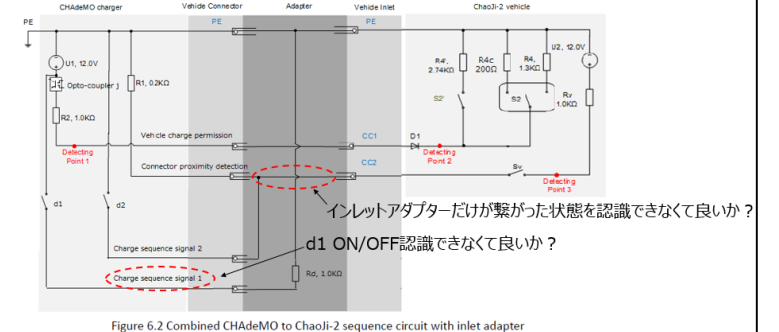 CHAdeMO charger
Vehicle Connector
Adapter
Vehicle Inlet
ChaoJi-2 vehicle
PE
PE
PE
U1, 12.0V
Opto-coupler j
R1, 0.2KΩ
R2, 1.0KΩ
R4',
2.74KΩ
R4c
200Ω
R4,
1.3KΩ
U2, 12.0V
Rv
1.0KΩ
S2'
S2
Vehicle charge permission
CC1
D1
Detecting
Point 1
Detecting
Point 2
Connector proximity detection
CC2
Sv
Detecting
Point 3
d1
d2
インレットアダプターだけが繋がった状態を認識できなくて良いか？
d1 ON/OFF認識できなくて良いか？
Charge sequence signal 2
Charge sequence signal 1
Rd, 1.0KΩ
Figure 6.2 Combined CHAdeMO to ChaoJi-2 sequence circuit with inlet adapter